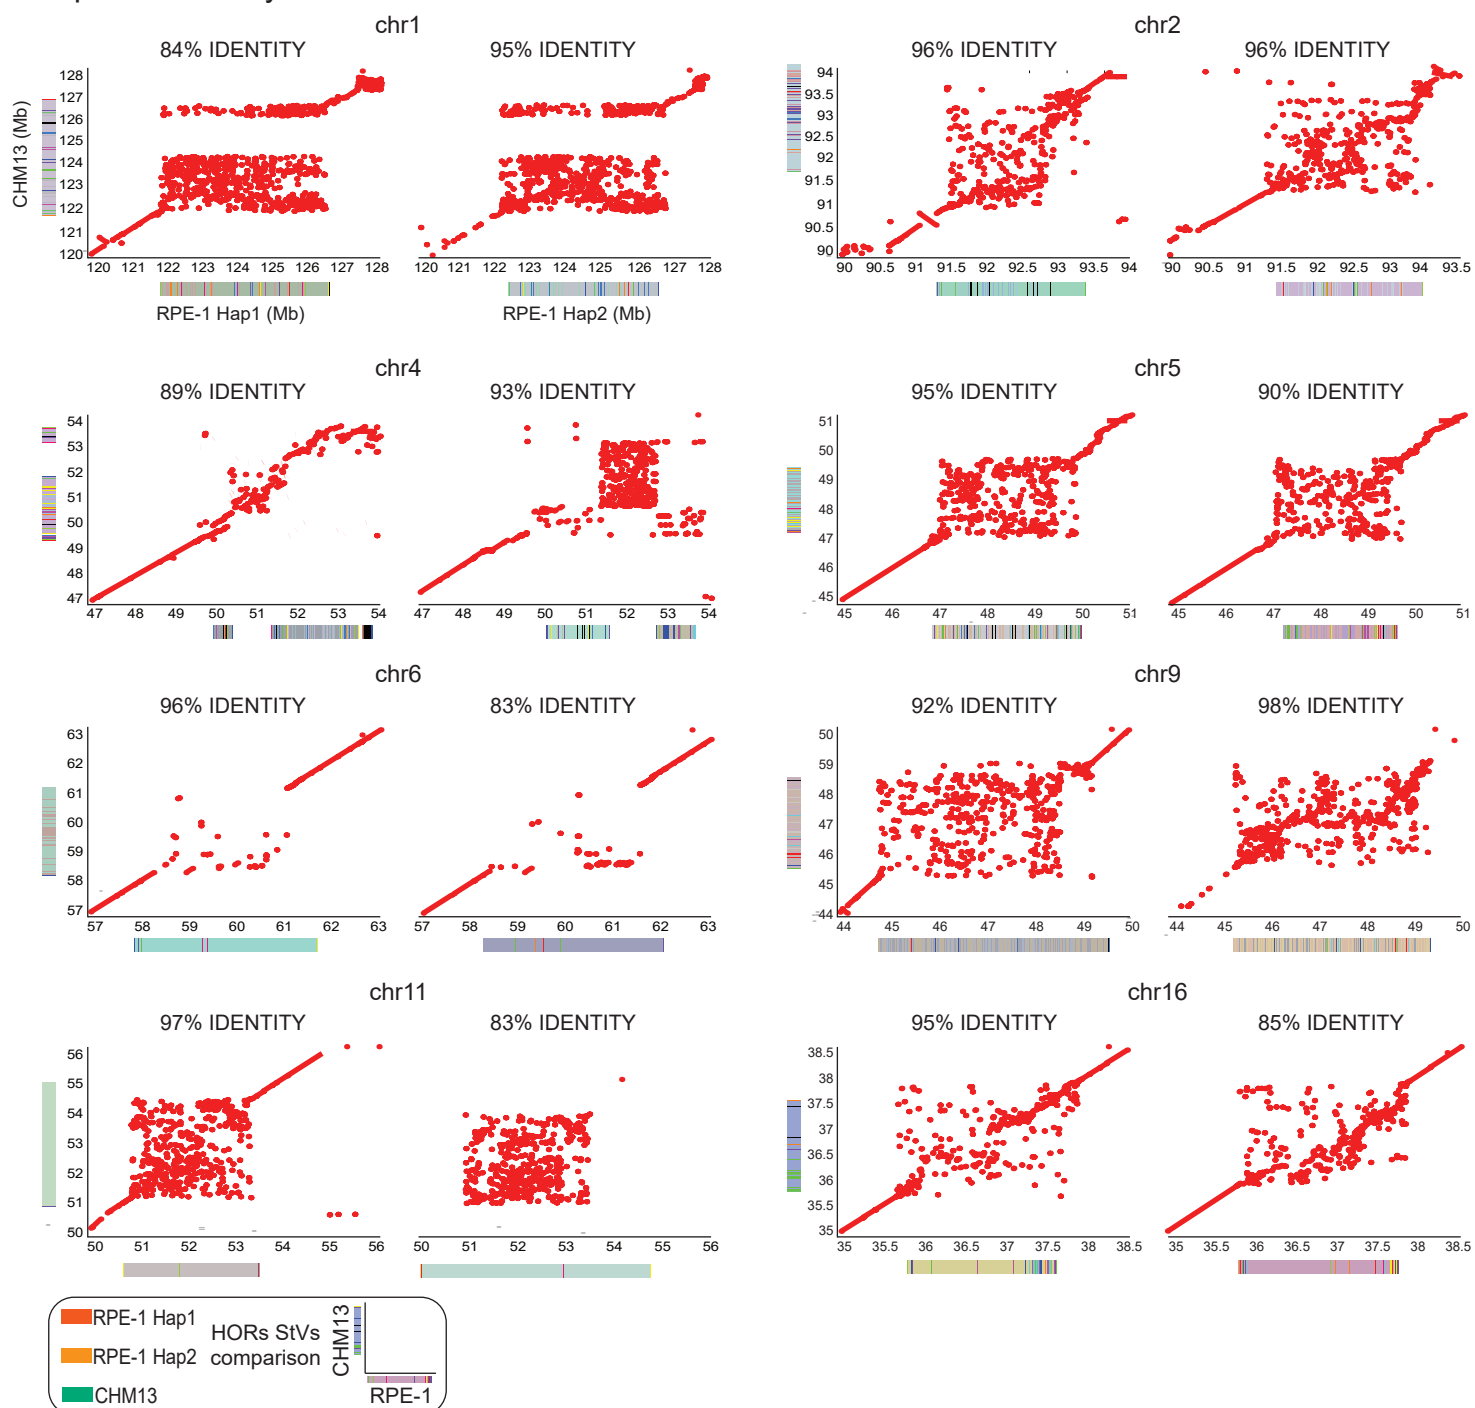 chr1
84% IDENTITY
95% IDENTITY
CHM13 (Mb)
128
127
126
125
124
123
122
121
120
120 121 122 123 124 125 126 127 128
120 121 122 123 124 125 127 128
RPE-1 Hap1 (Mb)
RPE-1 Hap2 (Mb)
chr2
96% IDENTITY
96% IDENTITY
94
93.5
93
92.5
92
91.5
91
90.5
90
90 90.5 91 91.5 92 92.5 93 93.5 94
90 90.5 91 91.5 92 92.5 93 94 93.5
chr4
89% IDENTITY
93% IDENTITY
54
53
52
51
50
49
48
47
47 48 49 50 51 52 53 54
47 48 49 50 51 52 53 54
chr5
95% IDENTITY
90% IDENTITY
51
50
49
48
47
46
45
45 46 47 48 49 50 51
45 46 47 48 49 50 51
chr6
96% IDENTITY
83% IDENTITY
63
62
61
60
59
58
57
57 58 59 60 61 62 63
57 58 59 60 61 62 63
chr9
92% IDENTITY
98% IDENTITY
50
59
48
47
46
45
44
44 45 46 47 48 49 50
44 45 46 47 48 49 50
chr11
97% IDENTITY
83% IDENTITY
56
55
54
53
52
51
50
50 51 52 53 54 55 56
50 51 52 53 54 55 56
chr16
95% IDENTITY
85% IDENTITY
38.5
38
37.5
37
36.5
36
35.5
35
35 35.5 36 36.5 37 37.5 38 38.5
35 35.5 36 36.5 37 37.5 38 38.5
RPE-1 Hap1
RPE-1 Hap2
CHM13
HORs StVs
comparison
CHM13
RPE-1